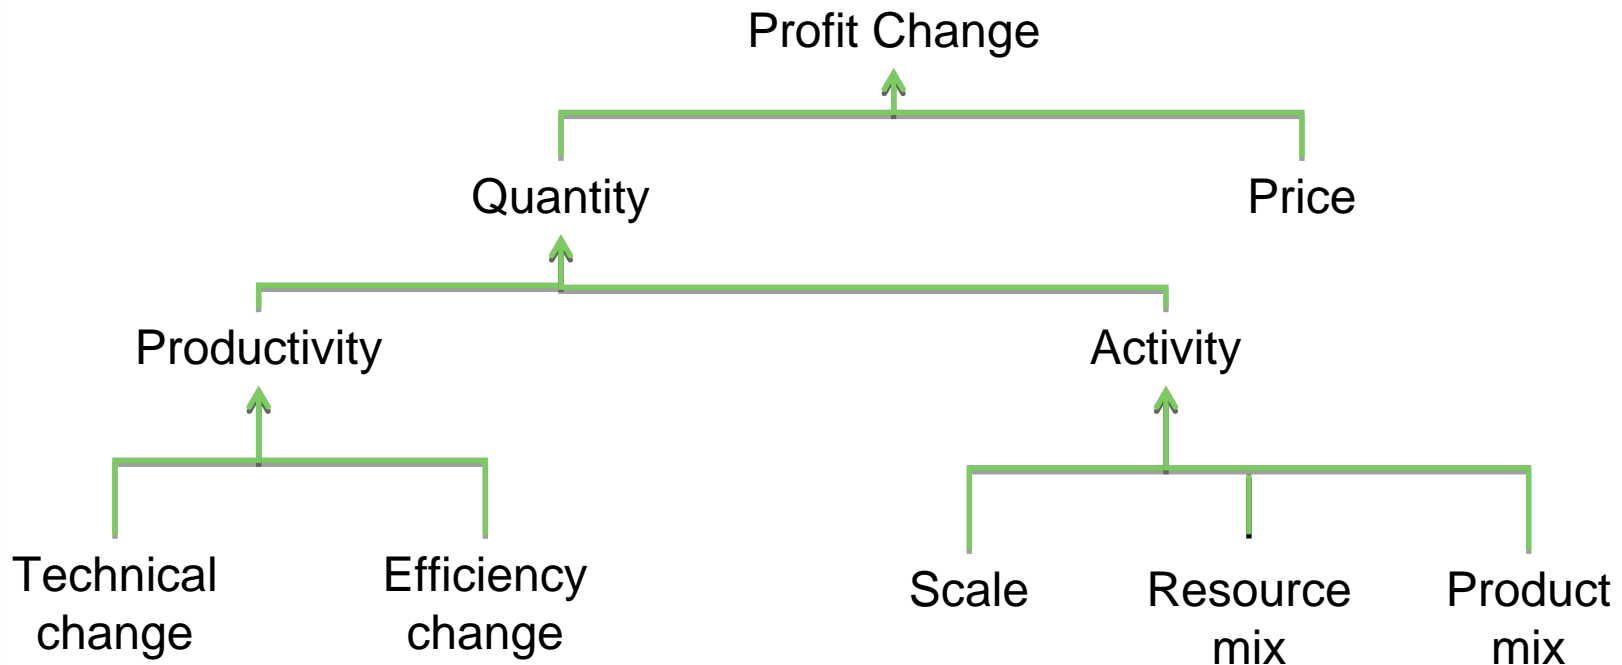 Profit Change
Quantity
Price
Productivity
Activity
Technical
change
Efficiency
change
Scale
Resource
mix
Product
mix